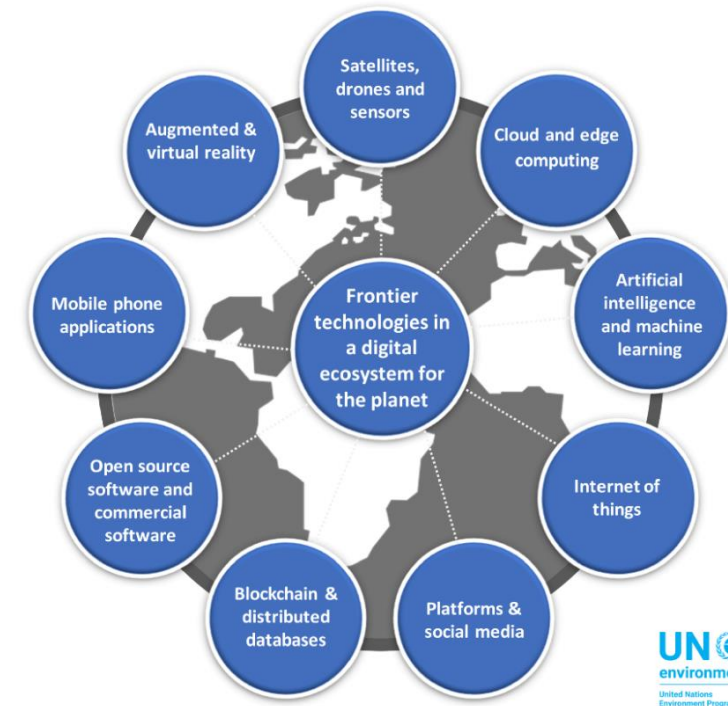 Satellites,
drones and
sensors
Cloud and edge
computing
Artificial
intelligence
and machine
learning
Internet of
things
Platforms &
social media
Blockchain &
distributed
databases
Open source
software and
commercial
software
Mobile phone
applications
Augmented &
virtual reality
Frontier
technologies in
a digital
ecosystem for
the planet
UN
United Nations